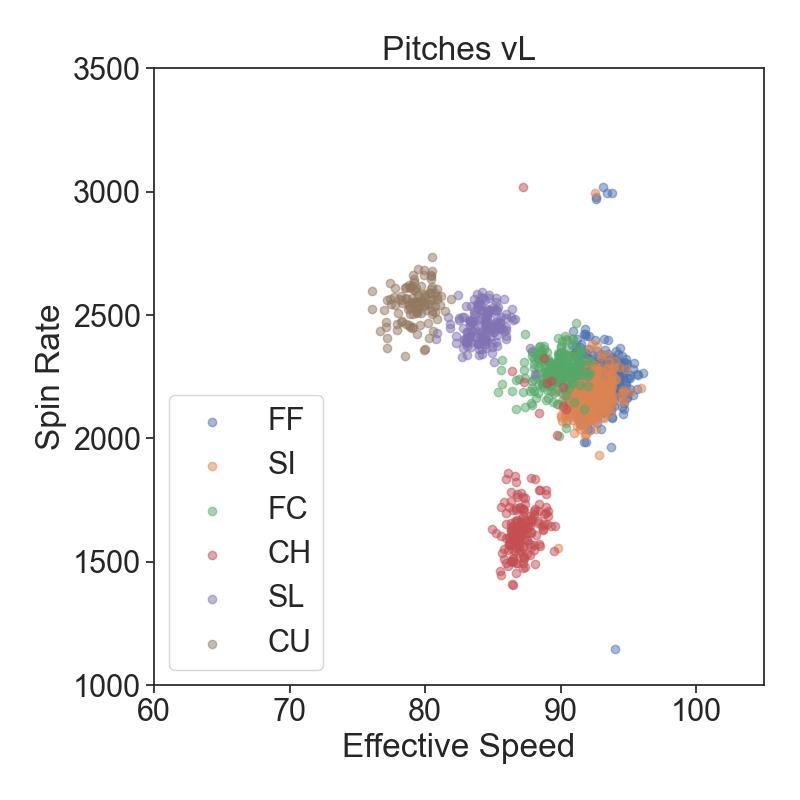 Pitches vL
3500
3000
2500
2000
1500
1000
Spin Rate
FF
SI
FC
CH
SL
CU
60 70 80 90 100
Effective Speed